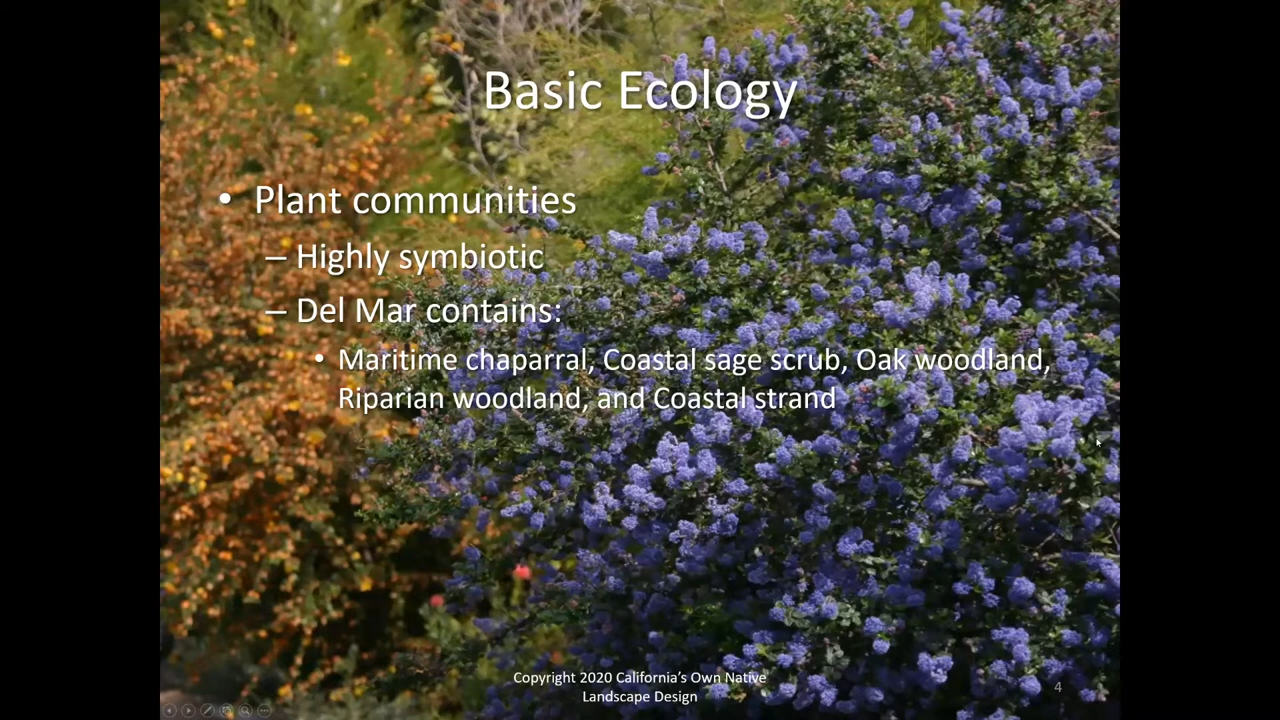 Basic Ecology
• Plant communities
– Highly symbiotic
– Del Mar contains:
• Maritime chaparral, Coastal sage scrub, Oak woodland,
Riparian woodland, and Coastal strand
Copyright 2020 California's Own Native
Landscape Design
4